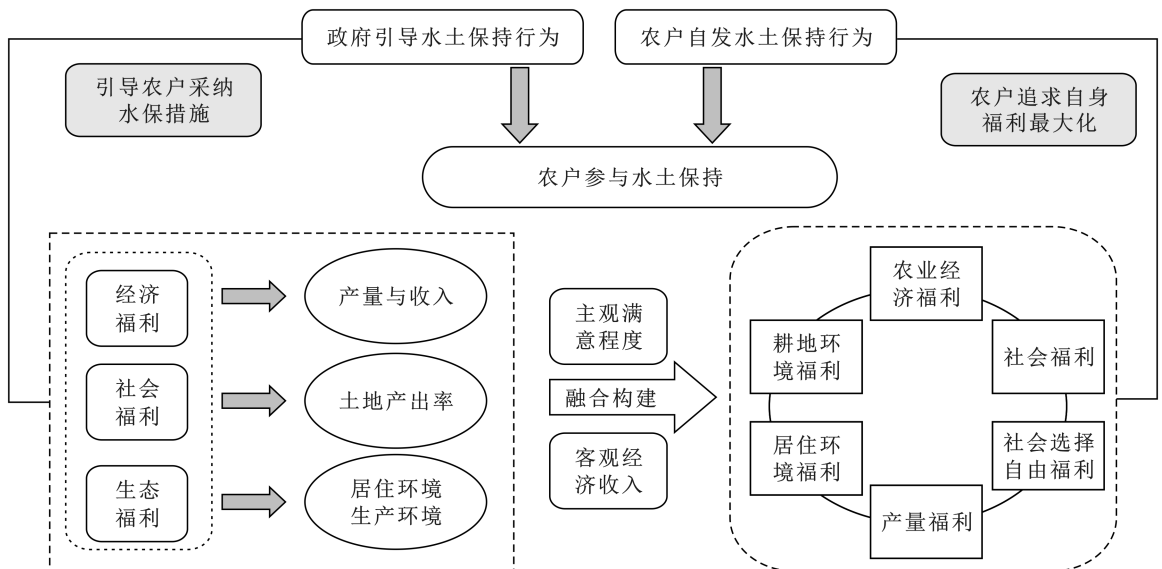 政府引导水土保持行为
农户自发水土保持行为
引导农户采纳
水保措施
农户追求自身
福利最大化
农户参与水土保持
经济
福利
产量与收入
社会
福利
土地产出率
生态
福利
居住环境
生产环境
主观满
意程度
融合构建
客观经
济收入
农业经
济福利
耕地环
境福利
社会福利
居住环
境福利
社会选择
自由福利
产量福利